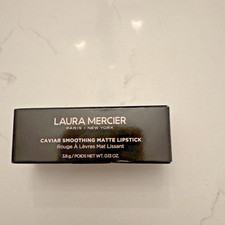 LAURA MERCIER
PARIS • NEW YORK
CAVIAR SMOOTHING MATTE LIPSTICK
Rouge À Lèvres Mat Lissant
3.8 g / POIDS NET WT. 0.13 OZ.